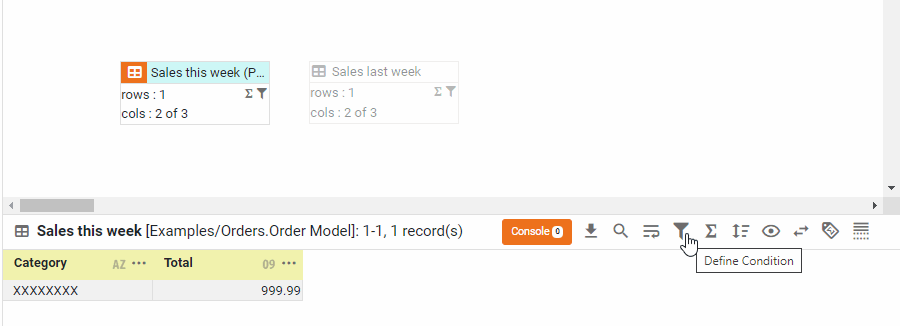 Sales this week (P...
rows : 1 Σ
cols : 2 of 3
Sales last week
rows : 1 Σ
cols : 2 of 3
Sales this week [Examples/Orders.Order Model]: 1-1, 1 record(s)
Console 0
Σ
Define Condition
Category AZ ••• Total 09 •••
XXXXXXXX 999.99